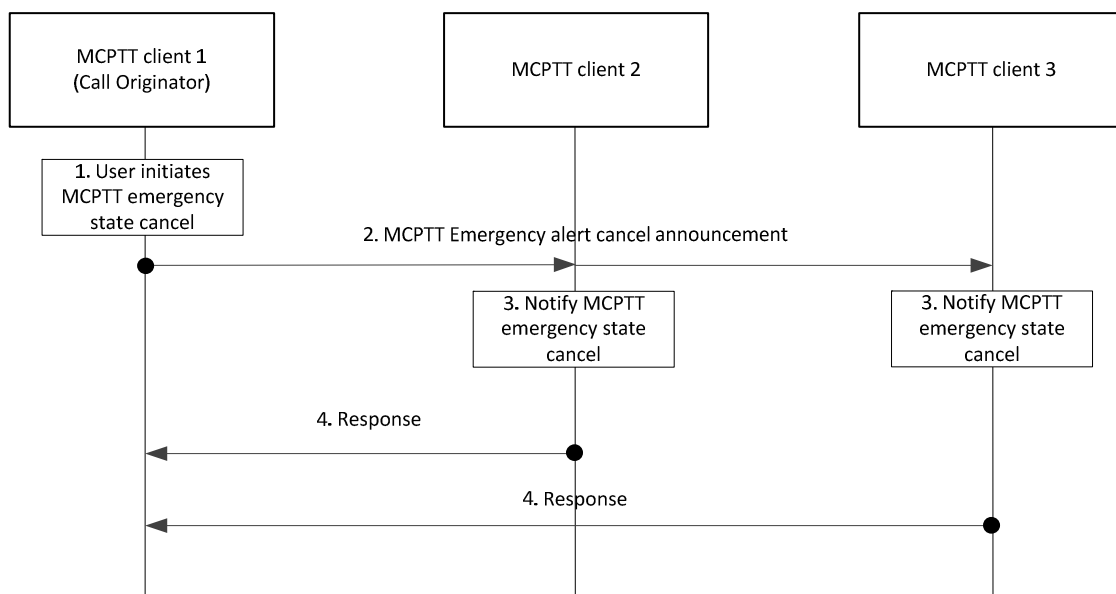 MCPTT client 1
(Call Originator)
MCPTT client 2
MCPTT client 3
1. User initiates
MCPTT emergency
state cancel
2. MCPTT Emergency alert cancel announcement
3. Notify MCPTT
emergency state
cancel
3. Notify MCPTT
emergency state
cancel
4. Response
4. Response